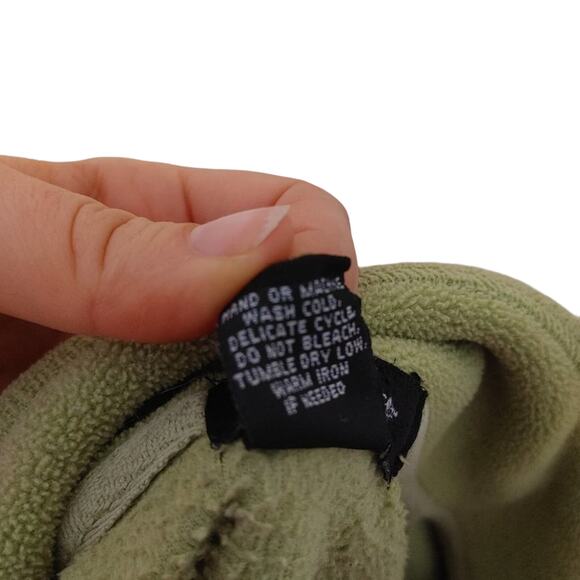 HAND OR MACHINE
WASH COLD,
DELICATE CYCLE
DO NOT BLEACH,
TUMBLE DRY LOW,
WARM IRON
IF NEEDED